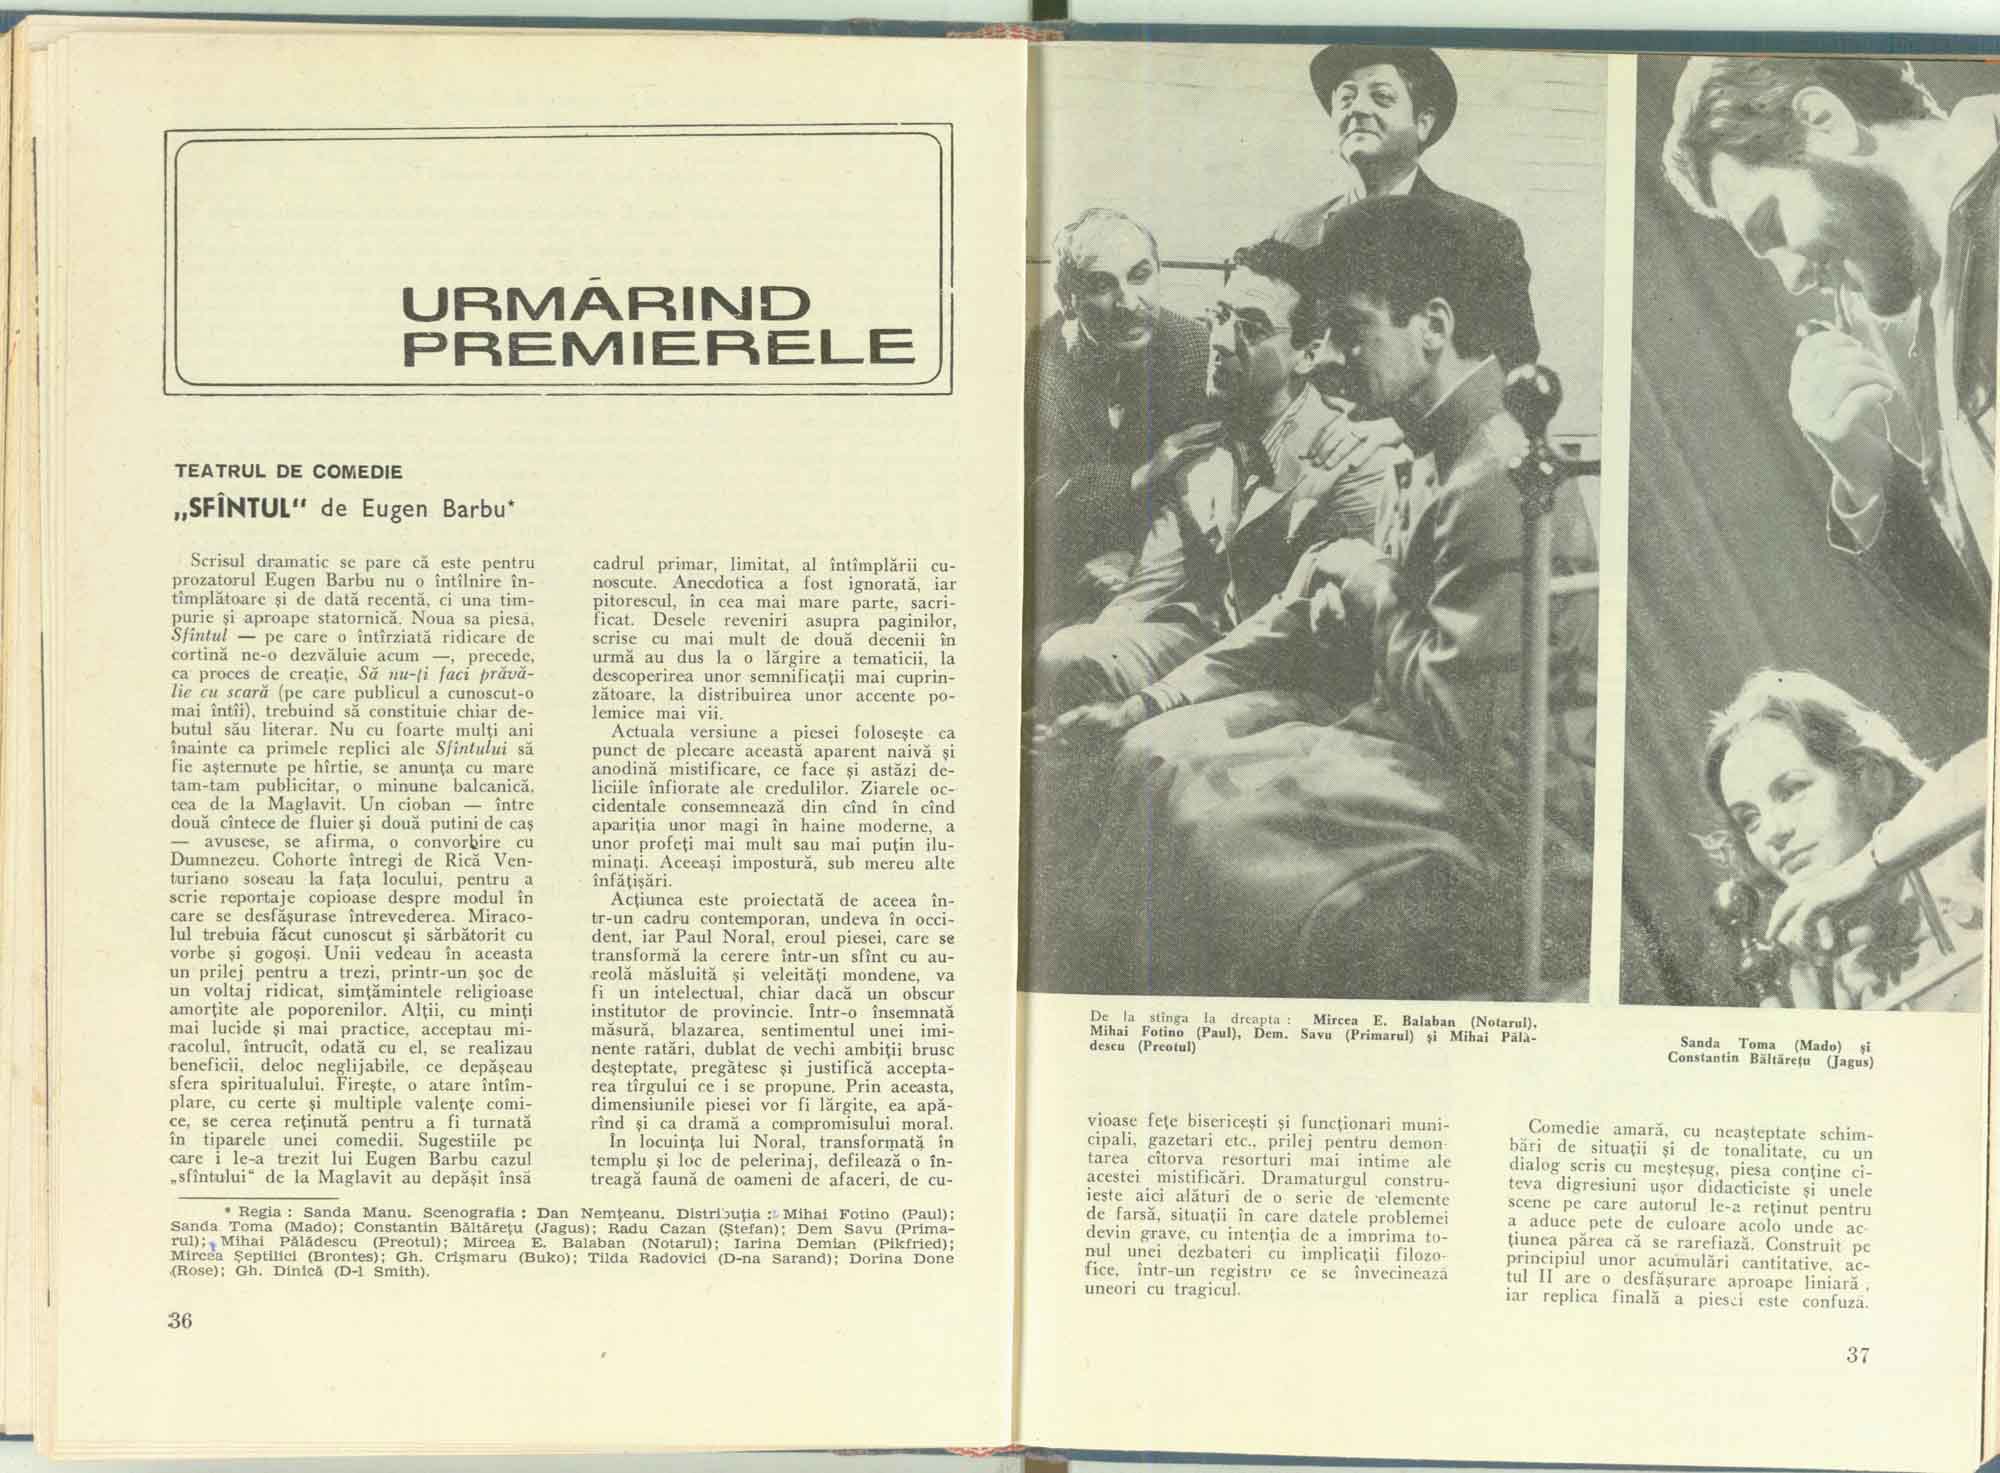 URMĂRIND
PREMIERELE
TEATRUL DE COMEDIE
„SFÎNTUL“ de Eugen Barbu*
Scrisul dramatic se pare că este pentru
prozatorul Eugen Barbu nu o întîlnire în-
tîmplătoare și de dată recentă, ci una tim-
purie și aproape statornică. Noua sa piesă,
Sfîntul — pe care o întîrziată ridicare de
cortină ne-o dezvăluie acum —, precede,
ca proces de creație, Să nu-ți faci prăvă-
lie cu scară (pe care publicul a cunoscut-o
mai întîi), trebuind să constituie chiar de-
butul său literar. Nu cu foarte mulți ani
înainte ca primele replici ale Sfîntului să
fie așternute pe hîrtie, se anunța cu mare
tam-tam publicitar, o minune balcanică,
cea de la Maglavit. Un cioban — între
două cîntece de fluier și două putini de caș
— avusese, se afirma, o convorbire cu
Dumnezeu. Cohorte întregi de Rică Ven-
turiano soseau la fața locului, pentru a
scrie reportaje copioase despre modul în
care se desfășurase întrevederea. Miraco-
lul trebuia făcut cunoscut și sărbătorit cu
vorbe și gogoși. Unii vedeau în aceasta
un prilej pentru a trezi, printr-un șoc de
un voltaj ridicat, simțămintele religioase
amorțite ale poporenilor. Alții, cu minți
mai lucide și mai practice, acceptau mi-
racolul, întrucît, odată cu el, se realizau
beneficii, deloc neglijabile, ce depășeau
sfera spiritualului. Firește, o atare întîm-
plare, cu certe și multiple valențe comi-
ce, se cerea reținută pentru a fi turnată
în tiparele unei comedii. Sugestiile pe
care i le-a trezit lui Eugen Barbu cazul
„sfîntului“ de la Maglavit au depășit însă
cadrul primar, limitat, al întîmplării cu-
noscute. Anecdotica a fost ignorată, iar
pitorescul, în cea mai mare parte, sacri-
ficat. Desele reveniri asupra paginilor,
scrise cu mai mult de două decenii în
urmă au dus la o lărgire a tematicii, la
descoperirea unor semnificații mai cuprin-
zătoare, la distribuirea unor accente po-
lemice mai vii.
Actuala versiune a piesei folosește ca
punct de plecare această aparent naivă și
anodină mistificare, ce face și astăzi de-
liciile înfiorate ale credulilor. Ziarele oc-
cidentale consemnează din cînd în cînd
apariția unor magi în haine moderne, a
unor profeți mai mult sau mai puțin ilu-
minați. Aceeași impostură, sub mereu alte
înfățișări.
Acțiunea este proiectată de aceea în-
tr-un cadru contemporan, undeva în occi-
dent, iar Paul Noral, eroul piesei, care se
transformă la cerere într-un sfînt cu au-
reolă măsluită și veleități mondene, va
fi un intelectual, chiar dacă un obscur
institutor de provincie. Într-o însemnată
măsură, blazarea, sentimentul unei imi-
nente ratări, dublat de vechi ambiții brusc
deșteptate, pregătesc și justifică accepta-
rea tîrgului ce i se propune. Prin aceasta,
dimensiunile piesei vor fi lărgite, ea apă-
rînd și ca dramă a compromisului moral.
În locuința lui Noral, transformată în
templu și loc de pelerinaj, defilează o în-
treagă faună de oameni de afaceri, de cu-
* Regia : Sanda Manu. Scenografia : Dan Nemțeanu. Distribuția : Mihai Fotino (Paul);
Sanda Toma (Mado); Constantin Băltărețu (Jagus); Radu Cazan (Ștefan); Dem Savu (Prima-
rul); Mihai Pălădescu (Preotul); Mircea E. Balaban (Notarul); Iarina Demian (Pikfried);
Mircea Șeptilici (Brontes); Gh. Crîșmaru (Buko); Tilda Radovici (D-na Sarand); Dorina Done
(Rose); Gh. Dinică (D-l Smith).
36
De la stînga la dreapta : Mircea E. Balaban (Notarul),
Mihai Fotino (Paul), Dem. Savu (Primarul) și Mihai Pălă-
descu (Preotul)
Sanda Toma (Mado) și
Constantin Băltărețu (Jagus)
vioase fețe bisericești și funcționari muni-
cipali, gazetari etc., prilej pentru demon-
tarea cîtorva resorturi mai intime ale
acestei mistificări. Dramaturgul constru-
iește aici alături de o serie de elemente
de farsă, situații în care datele problemei
devin grave, cu intenția de a imprima to-
nul unei dezbateri cu implicații filozo-
fice, într-un registru ce se învecinează
uneori cu tragicul.
Comedie amară, cu neașteptate schim-
bări de situații și de tonalitate, cu un
dialog scris cu meșteșug, piesa conține cî-
teva digresiuni ușor didacticiste și unele
scene pe care autorul le-a reținut pentru
a aduce pete de culoare acolo unde ac-
țiunea părea că se rarefiază. Construit pe
principiul unor acumulări cantitative, ac-
tul II are o desfășurare aproape liniară,
iar replica finală a piesei este confuză.
37